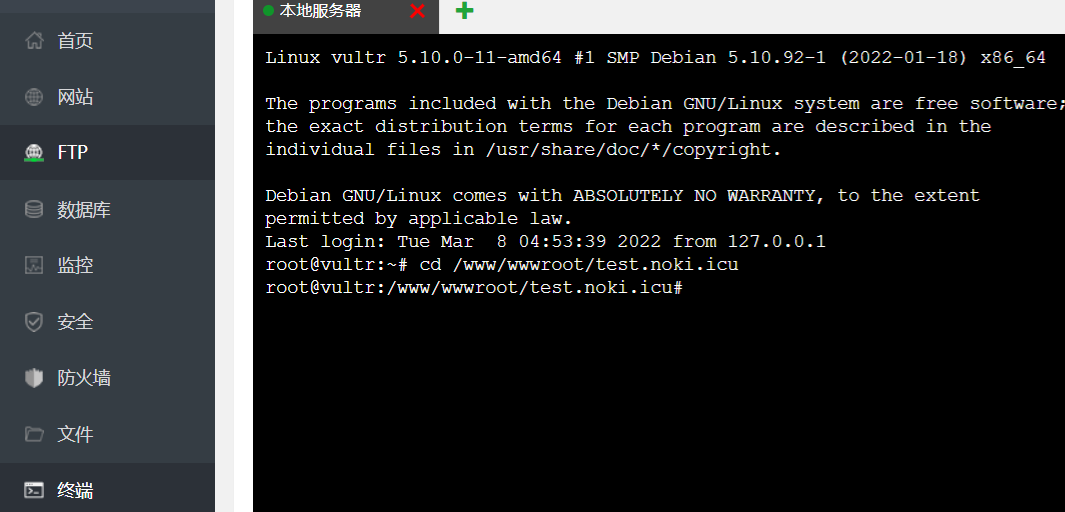 首页
网站
FTP
数据库
监控
安全
防火墙
文件
终端
本地服务器
Linux vultr 5.10.0-11-amd64 #1 SMP Debian 5.10.92-1 (2022-01-18) x86_64
The programs included with the Debian GNU/Linux system are free software;
the exact distribution terms for each program are described in the
individual files in /usr/share/doc/*/copyright.
Debian GNU/Linux comes with ABSOLUTELY NO WARRANTY, to the extent
permitted by applicable law.
Last login: Tue Mar  8 04:53:39 2022 from 127.0.0.1
root@vultr:~# cd /www/wwwroot/test.noki.icu
root@vultr:/www/wwwroot/test.noki.icu#